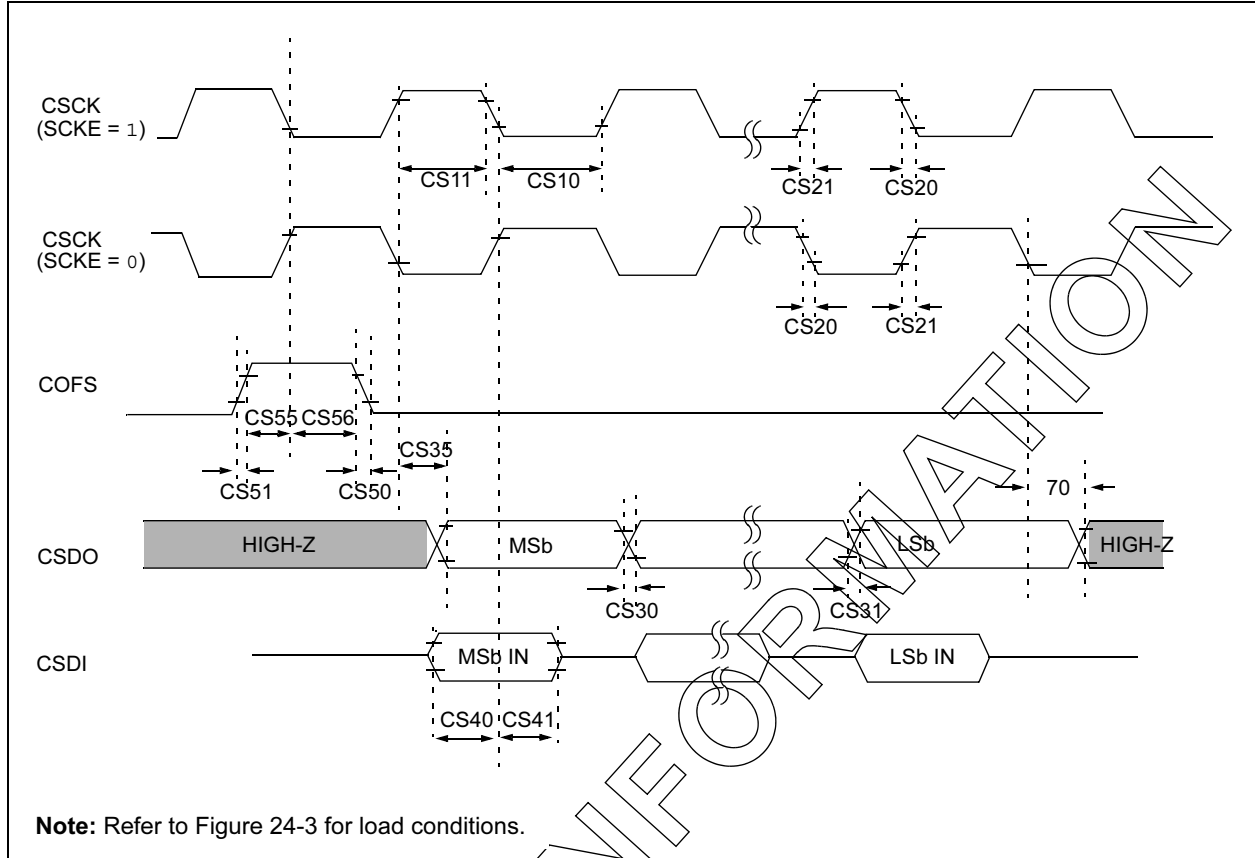 CSCK
(SCKE = 1)
CS11
CS10
CS21
CS20
CSCK
(SCKE = 0)
CS20
CS21
COFS
CS55
CS56
CS35
CS51
CS50
70
CSDO
HIGH-Z
MSb
LSb
HIGH-Z
CS30
CS31
CSDI
MSb IN
LSb IN
CS40
CS41
Note: Refer to Figure 24-3 for load conditions.
NFORMATION